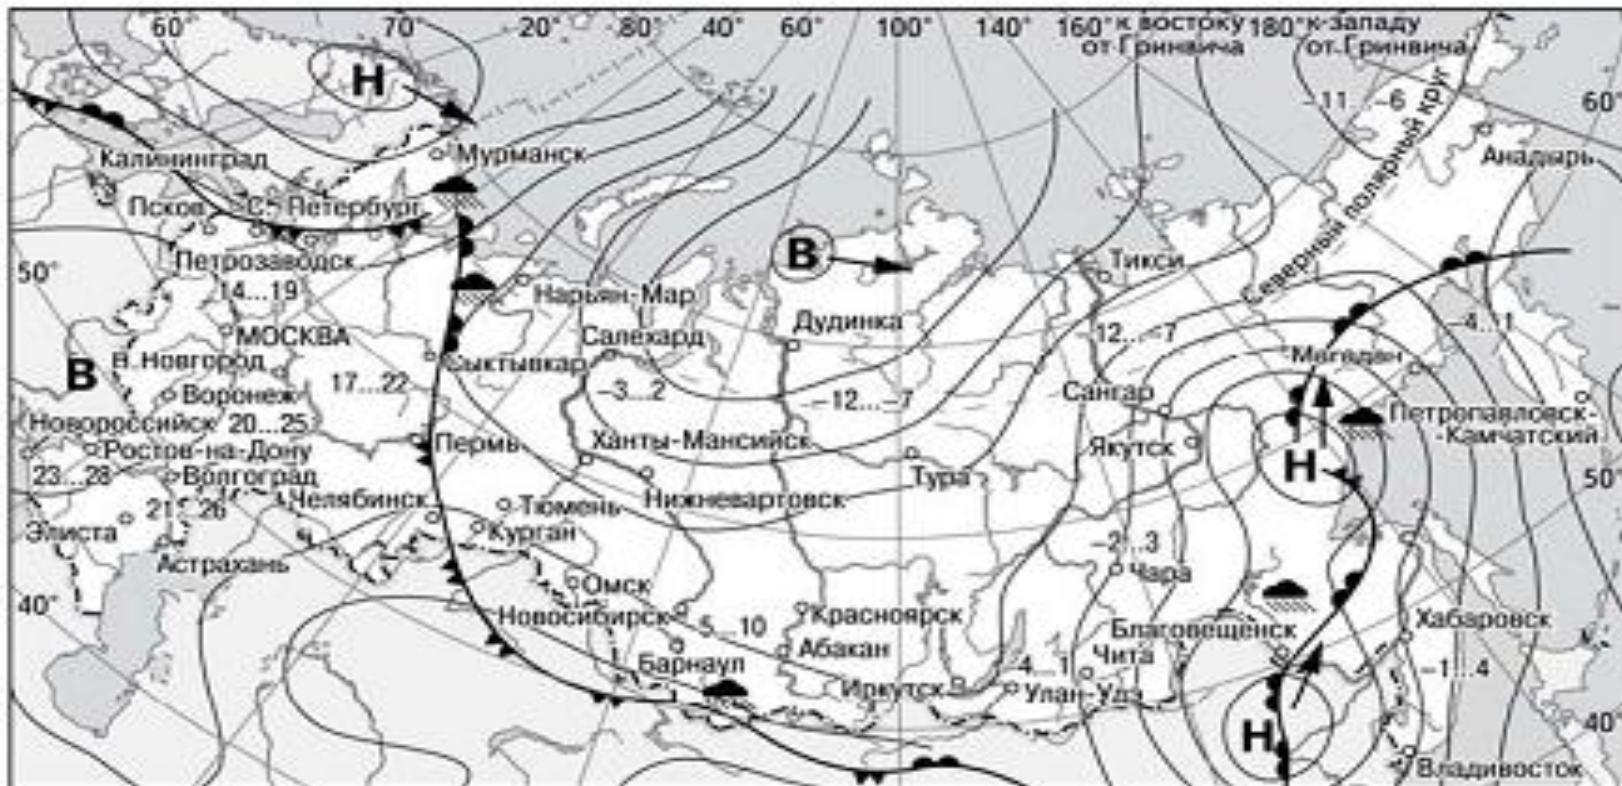 60° 70° 20° 80° 40° 60° 100° 140° 160° к востоку 180° к западу
от Гринвича от Гринвича
Н
-11 -6
60°
Северный полярный круг
Калининград
Мурманск
Анадырь
Псков С. Петербург
Петрозаводск
В
Тикси
50°
14...19
Нарьян-Мар
МОСКВА
Салехард
Дудинка
12...-7
-4...1
В. Новгород
Сыктывкар
Магадан
В
17...22
-3...2
-12...-7
Сангар
Воронеж
Новороссийск 20...25
Пермь
Ханты-Мансийск
Якутск
Петропавловск-
-Камчатский
Ростов-на-Дону
23...28
Волгоград
Н
Тура
50°
Челябинск
Тюмень
Нижневартовск
21...26
Элиста
Курган
Астрахань
-2...3
Чара
40°
Омск
Новосибирск
Красноярск
5...10
Благовещенск
Хабаровск
Барнаул
Абакан
Чита
-4...1
-1...4
Иркутск
Улан-Удэ
40°
Н
Владивосток